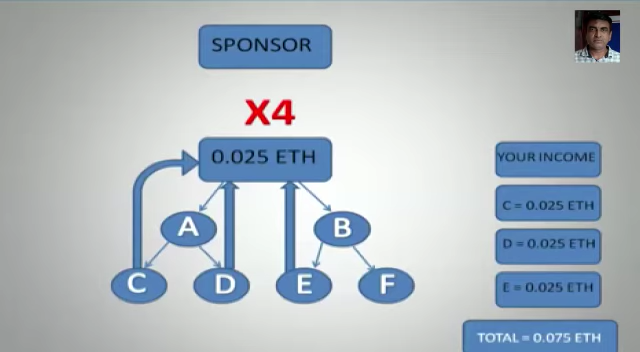 SPONSOR
X4
0.025 ETH
A
B
C
D
E
F
YOUR INCOME
C = 0.025 ETH
D = 0.025 ETH
E = 0.025 ETH
TOTAL = 0.075 ETH